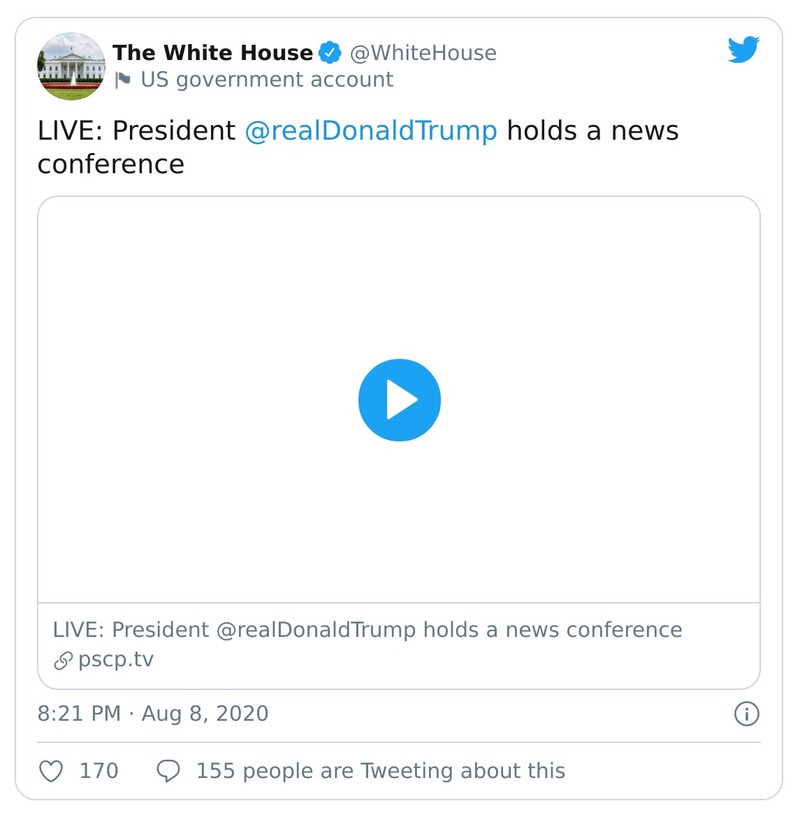 The White House @WhiteHouse
US government account
LIVE: President @realDonaldTrump holds a news
conference
LIVE: President @realDonaldTrump holds a news conference
pscp.tv
8:21 PM · Aug 8, 2020
170 155 people are Tweeting about this